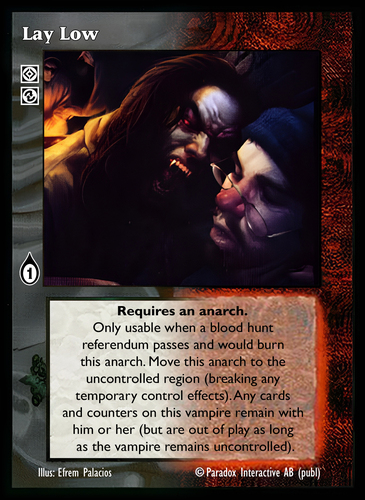 Lay Low
1
Requires an anarch.
Only usable when a blood hunt
referendum passes and would burn
this anarch. Move this anarch to the
uncontrolled region (breaking any
temporary control effects). Any cards
and counters on this vampire remain with
him or her (but are out of play as long
as the vampire remains uncontrolled).
Illus: Efrem Palacios © Paradox Interactive AB (publ)